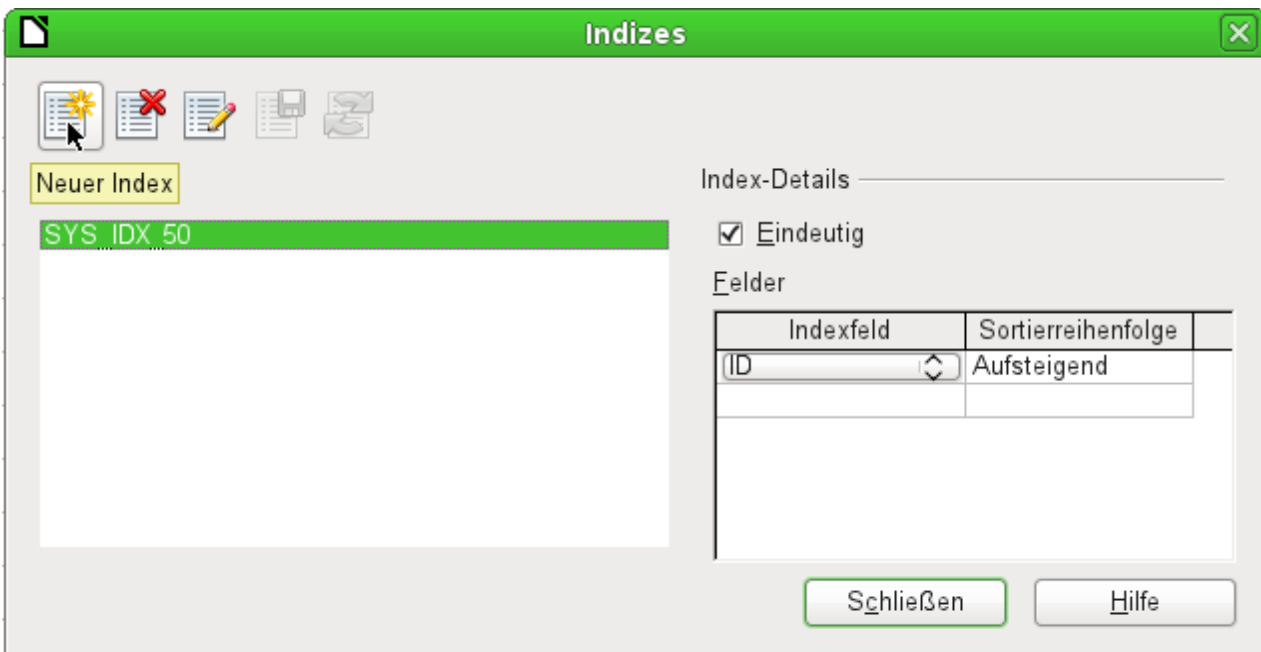 Indizes
Neuer Index
SYS_IDX_50
Index-Details
Eindeutig
Felder
Indexfeld Sortierreihenfolge
ID Aufsteigend
Schließen Hilfe